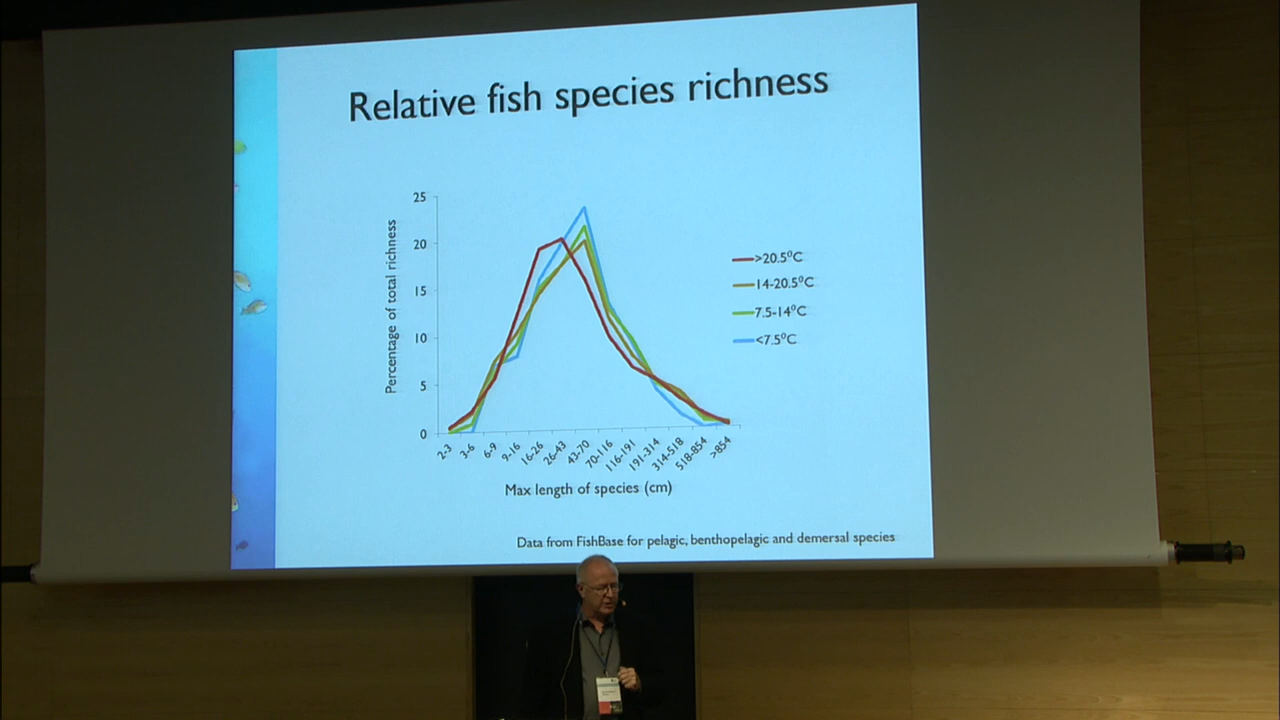 Relative fish species richness
25
20
15
10
5
0
Percentage of total richness
2-3
3-6
6-9
9-16
16-26
26-43
43-70
70-116
116-191
191-314
314-518
518-854
>854
Max length of species (cm)
>20.5⁰C
14-20.5⁰C
7.5-14⁰C
<7.5⁰C
Data from FishBase for pelagic, benthopelagic and demersal species